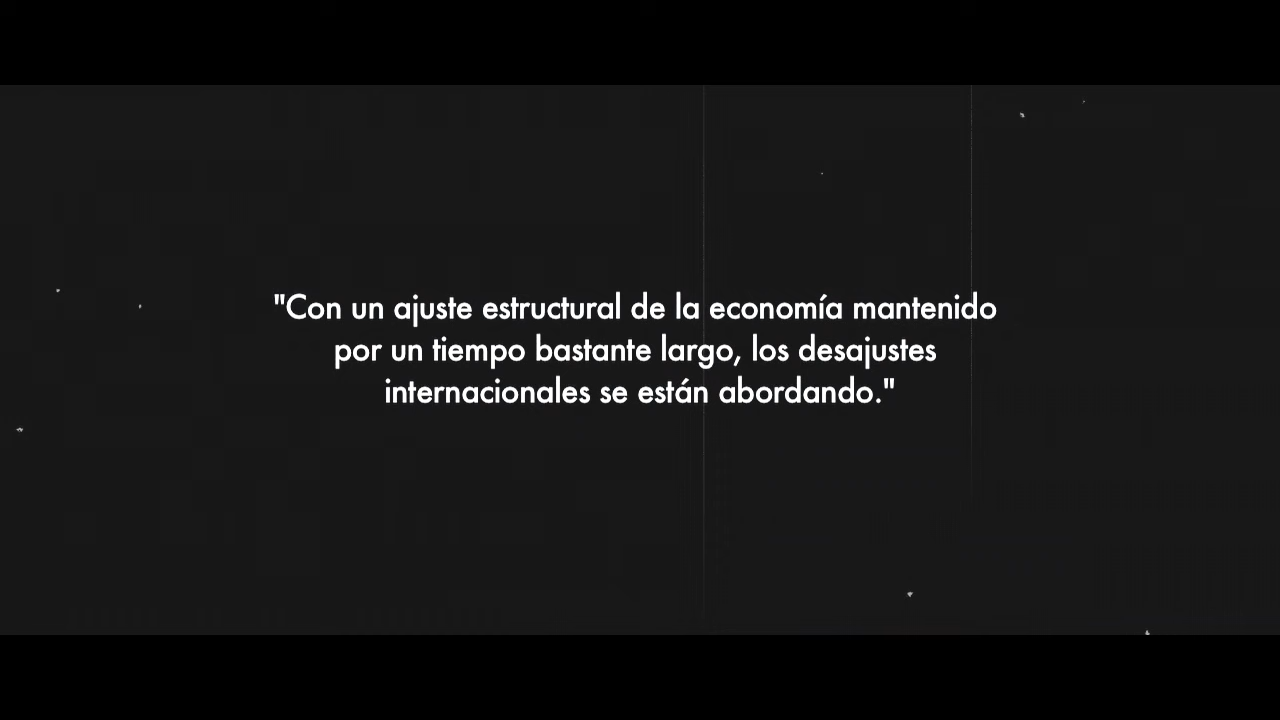 "Con un ajuste estructural de la economía mantenido
por un tiempo bastante largo, los desajustes
internacionales se están abordando."